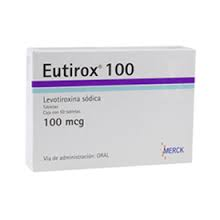 Eutirox® 100
Levotiroxina sódica
Tabletas
Caja con 50 tabletas
100 mcg
Vía de administración: ORAL
MERCK